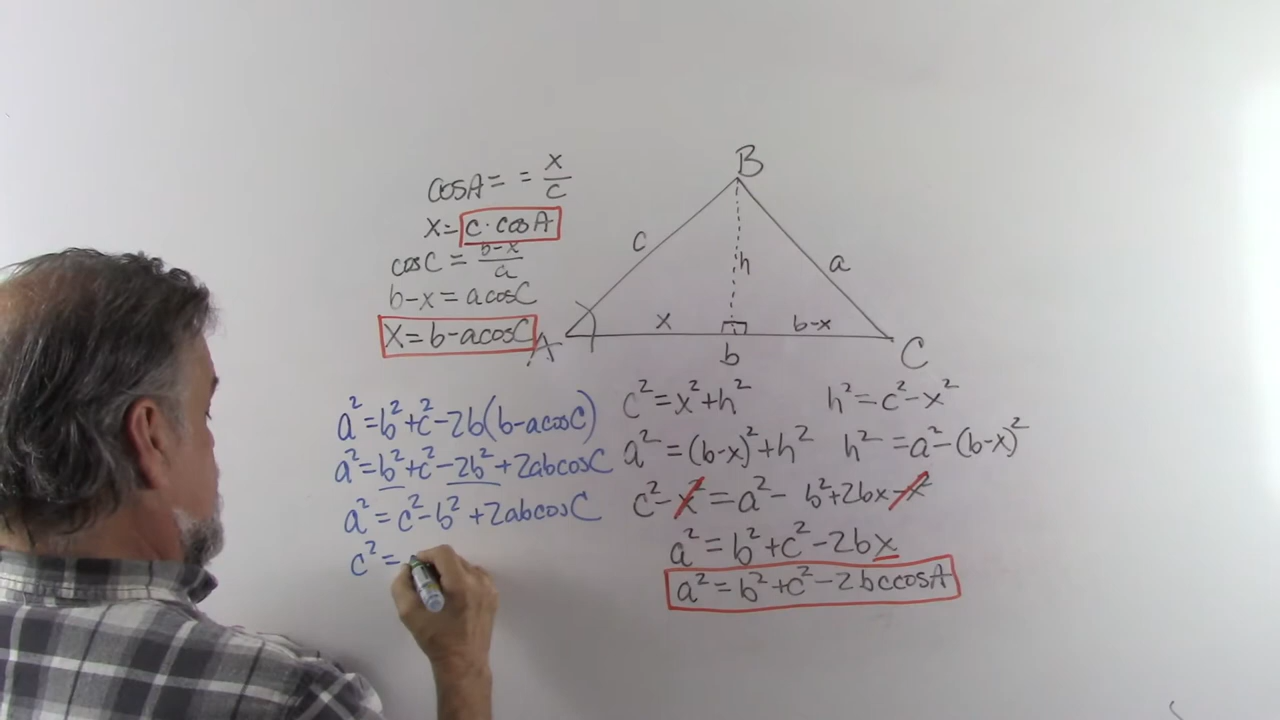 cosA= = x/c
x= c · cosA
cosC = b-x/a
b-x = acosC
x = b-acosC
B
c
h
a
x
b-x
A
b
C
a²=b²+c²-2b(b-acosC)
a²=b²+c²-2b²+2abcosC
a²=c²-b²+2abcosC
c²=
c²=x²+h²
h²=c²-x²
a²=(b-x)²+h²
h²=a²-(b-x)²
c²-x²=a²- b²+2bx-x²
a²=b²+c²-2bx
a²=b²+c²-2bccosA